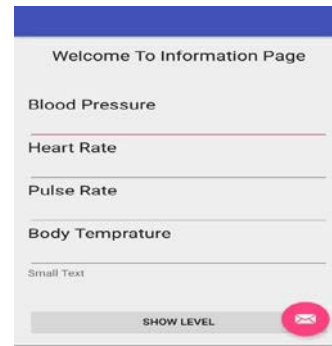 Welcome To Information Page
Blood Pressure
Heart Rate
Pulse Rate
Body Temprature
Small Text
SHOW LEVEL